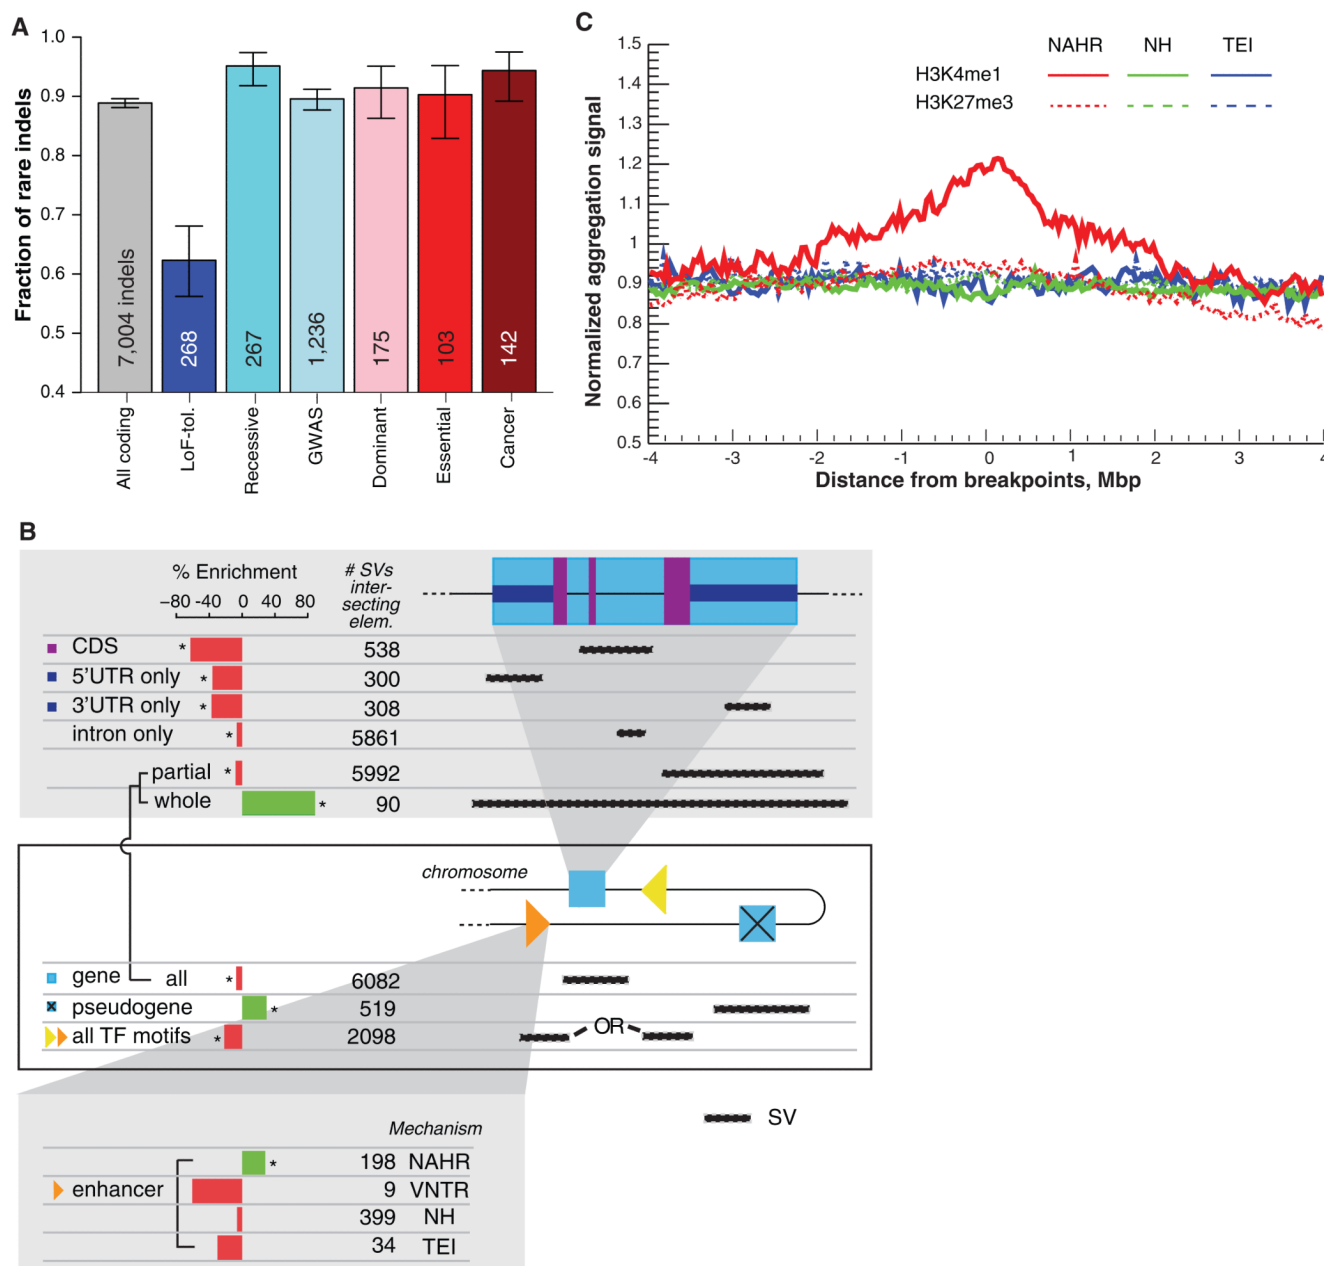 A
Fraction of rare indels
1.0
0.9
0.8
0.7
0.6
0.5
0.4
7,004 indels
268
267
1,236
175
103
142
All coding
LoF-tol.
Recessive
GWAS
Dominant
Essential
Cancer
C
NAHR NH TEI
H3K4me1
H3K27me3
Normalized aggregation signal
1.5
1.4
1.3
1.2
1.1
1
0.9
0.8
0.7
0.6
0.5
-4 -3 -2 -1 0 1 2 3 4
Distance from breakpoints, Mbp
B
% Enrichment
−80 -40 0 40 80
# SVs
inter-
secting
elem.
CDS * 538
5'UTR only * 300
3'UTR only * 308
intron only * 5861
partial * 5992
whole * 90
chromosome
gene all * 6082
pseudogene * 519
all TF motifs * 2098
OR
SV
Mechanism
* 198 NAHR
enhancer 9 VNTR
399 NH
34 TEI